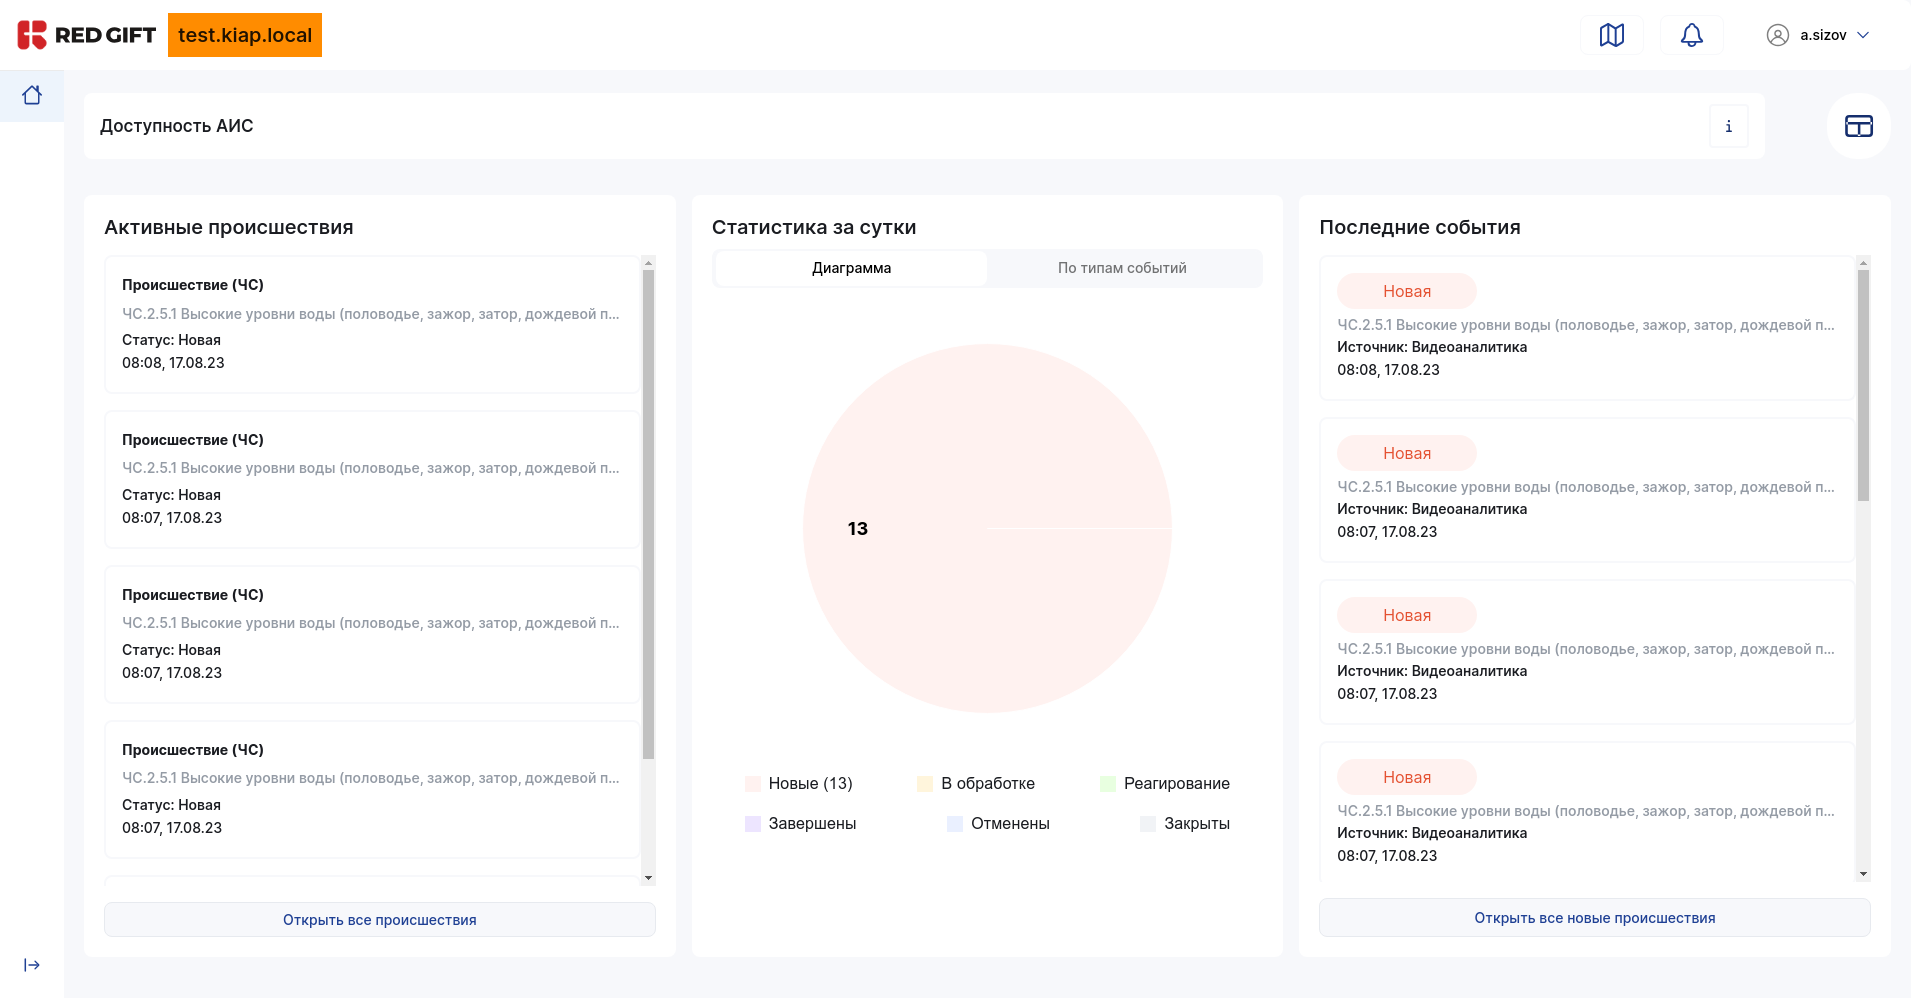 RED GIFT
test.kiap.local
a.sizov
Доступность АИС
i
Активные происшествия
Происшествие (ЧС)
ЧС.2.5.1 Высокие уровни воды (половодье, зажор, затор, дождевой п...
Статус: Новая
08:08, 17.08.23
Происшествие (ЧС)
ЧС.2.5.1 Высокие уровни воды (половодье, зажор, затор, дождевой п...
Статус: Новая
08:07, 17.08.23
Происшествие (ЧС)
ЧС.2.5.1 Высокие уровни воды (половодье, зажор, затор, дождевой п...
Статус: Новая
08:07, 17.08.23
Происшествие (ЧС)
ЧС.2.5.1 Высокие уровни воды (половодье, зажор, затор, дождевой п...
Статус: Новая
08:07, 17.08.23
Открыть все происшествия
Статистика за сутки
Диаграмма
По типам событий
13
Новые (13)
В обработке
Реагирование
Завершены
Отменены
Закрыты
Последние события
Новая
ЧС.2.5.1 Высокие уровни воды (половодье, зажор, затор, дождевой п...
Источник: Видеоаналитика
08:08, 17.08.23
Новая
ЧС.2.5.1 Высокие уровни воды (половодье, зажор, затор, дождевой п...
Источник: Видеоаналитика
08:07, 17.08.23
Новая
ЧС.2.5.1 Высокие уровни воды (половодье, зажор, затор, дождевой п...
Источник: Видеоаналитика
08:07, 17.08.23
Новая
ЧС.2.5.1 Высокие уровни воды (половодье, зажор, затор, дождевой п...
Источник: Видеоаналитика
08:07, 17.08.23
Открыть все новые происшествия